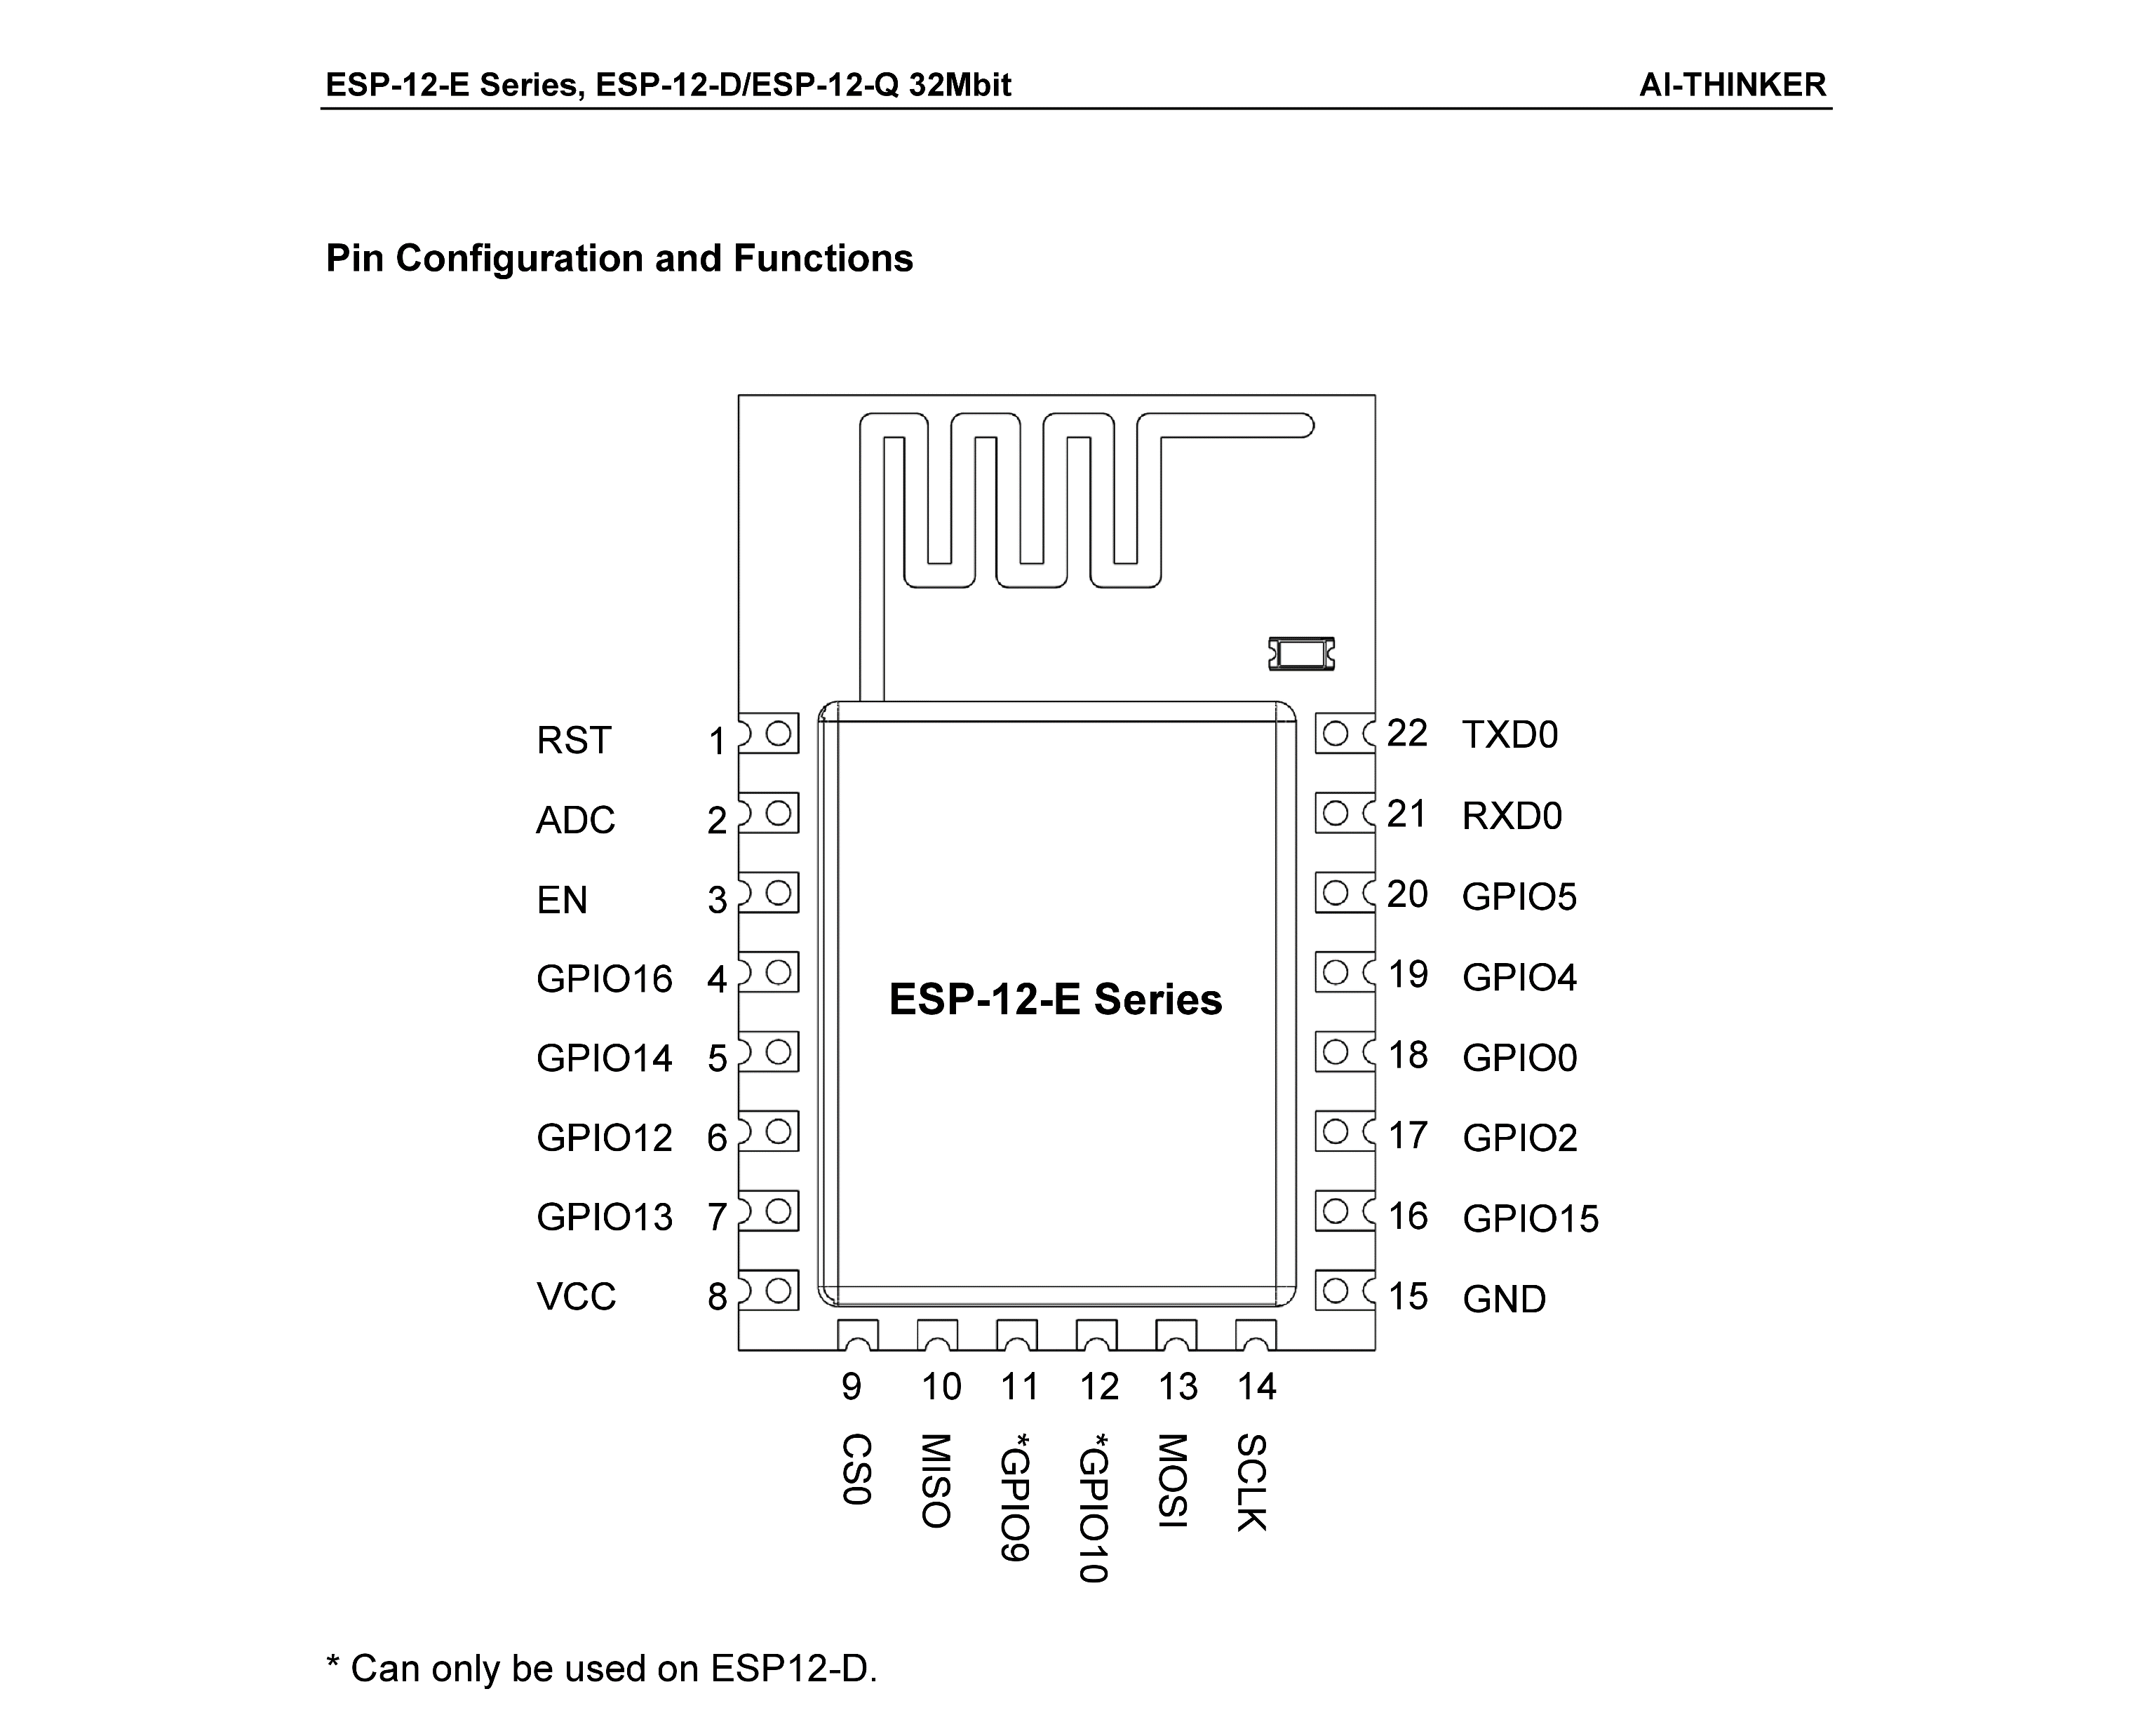 ESP-12-E Series, ESP-12-D/ESP-12-Q 32Mbit AI-THINKER
Pin Configuration and Functions
RST 1 22 TXD0
ADC 2 21 RXD0
EN 3 20 GPIO5
GPIO16 4 19 GPIO4
ESP-12-E Series
GPIO14 5 18 GPIO0
GPIO12 6 17 GPIO2
GPIO13 7 16 GPIO15
VCC 8 15 GND
9 10 11 12 13 14
CS0
MISO
*GPIO9
*GPIO10
MOSI
SCLK
* Can only be used on ESP12-D.